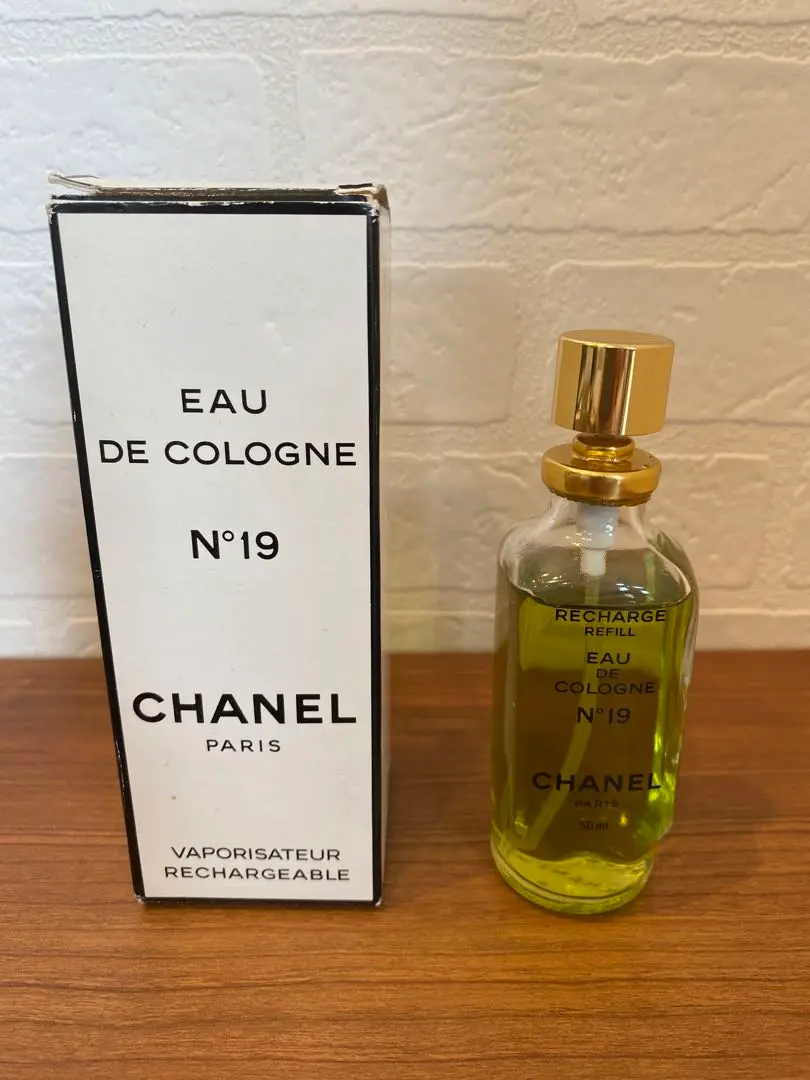 EAU
DE COLOGNE
N°19
CHANEL
PARIS
VAPORISATEUR
RECHARGEABLE
RECHARGE
REFILL
EAU
DE
COLOGNE
N°19
CHANEL
PARIS
50 ml